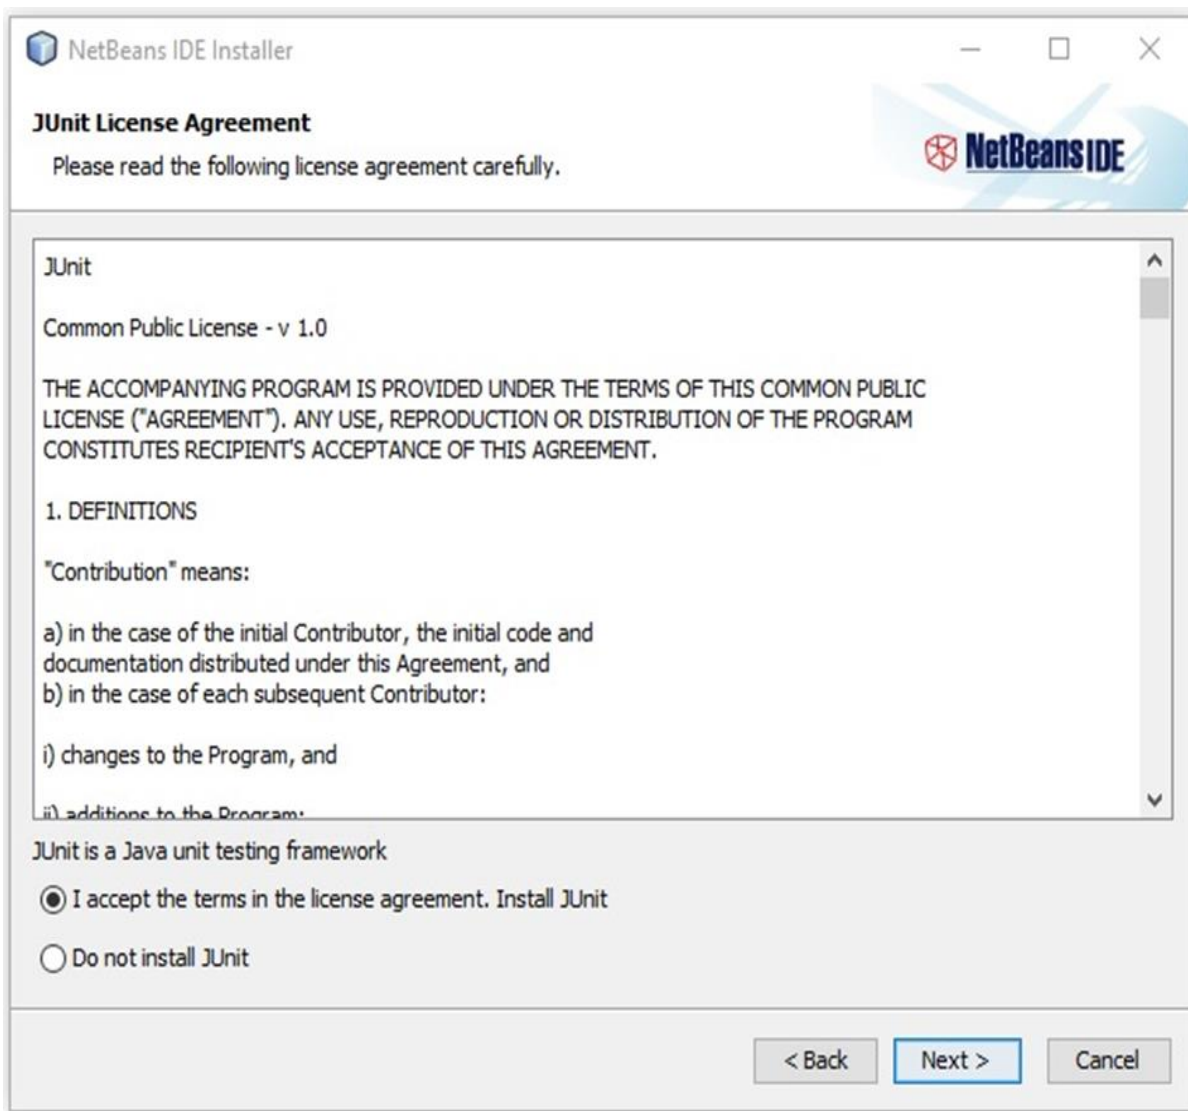 NetBeans IDE Installer
JUnit License Agreement
Please read the following license agreement carefully.
NetBeans IDE
JUnit
Common Public License - v 1.0
THE ACCOMPANYING PROGRAM IS PROVIDED UNDER THE TERMS OF THIS COMMON PUBLIC
LICENSE ("AGREEMENT"). ANY USE, REPRODUCTION OR DISTRIBUTION OF THE PROGRAM
CONSTITUTES RECIPIENT'S ACCEPTANCE OF THIS AGREEMENT.
1. DEFINITIONS
"Contribution" means:
a) in the case of the initial Contributor, the initial code and
documentation distributed under this Agreement, and
b) in the case of each subsequent Contributor:
i) changes to the Program, and
ii) additions to the Program;
JUnit is a Java unit testing framework
I accept the terms in the license agreement. Install JUnit
Do not install JUnit
< Back
Next >
Cancel